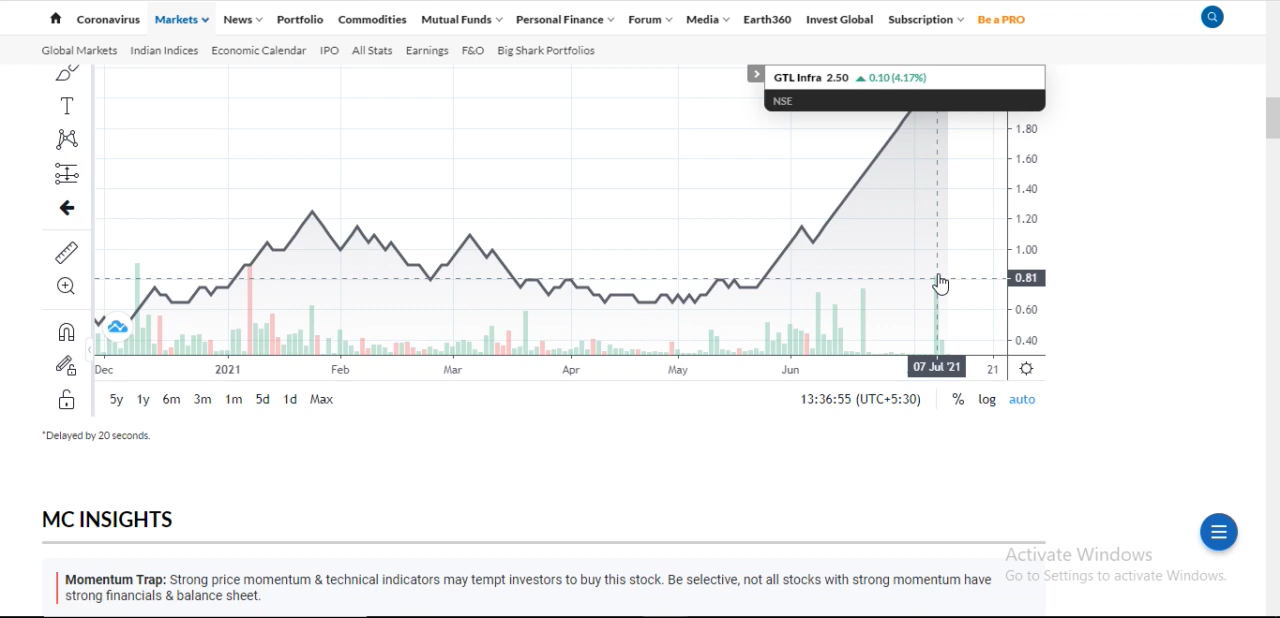 Coronavirus Markets News Portfolio Commodities Mutual Funds Personal Finance Forum Media Earth360 Invest Global Subscription Be a PRO
Global Markets Indian Indices Economic Calendar IPO All Stats Earnings F&O Big Shark Portfolios
GTL Infra 2.50 ▲ 0.10 (4.17%)
NSE
T
1.80
1.60
1.40
1.20
1.00
0.81
0.60
0.40
Dec 2021 Feb Mar Apr May Jun 07 Jul '21 21
5y 1y 6m 3m 1m 5d 1d Max 13:36:55 (UTC+5:30) % log auto
*Delayed by 20 seconds.
MC INSIGHTS
Activate Windows
Go to Settings to activate Windows.
Momentum Trap: Strong price momentum & technical indicators may tempt investors to buy this stock. Be selective, not all stocks with strong momentum have
strong financials & balance sheet.